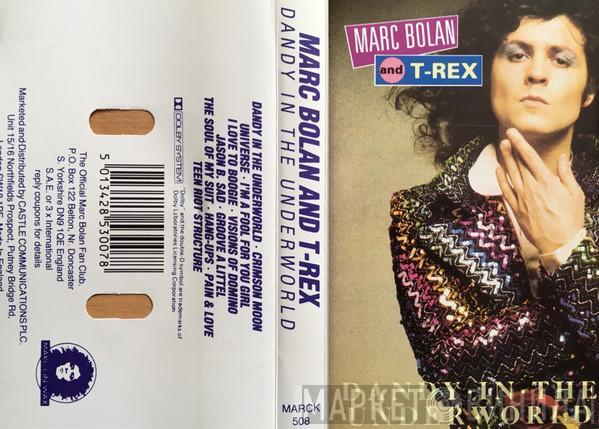 MARC BOLAN
and T-REX
DANDY IN THE
UNDERWORLD
MARC BOLAN AND T-REX
DANDY IN THE UNDERWORLD
MARCK
508
DANDY IN THE UNDERWORLD · CRIMSON MOON
UNIVERSE · I'M A FOOL FOR YOU GIRL
I LOVE TO BOOGIE · VISIONS OF DOMINO
JASON B. SAD · GROOVE A LITTEL
THE SOUL OF MY SUIT · HANG-UPS · PAIN & LOVE
TEEN RIOT STRUCTURE
DOLBY SYSTEM
"Dolby" and the double-D symbol are trademarks of
Dolby Laboratories Licensing Corporation
5 013428 530078
The Official Marc Bolan Fan Club.
P.O. Box 122 Belton, Nr. Doncaster
S. Yorkshire DN9 1QE England
S.A.E. or 3 x International
reply coupons for details
Marketed and Distributed by CASTLE COMMUNICATIONS PLC.
Unit 15/16 Northfields Prospect, Putney Bridge Rd,
MARC ON WAX